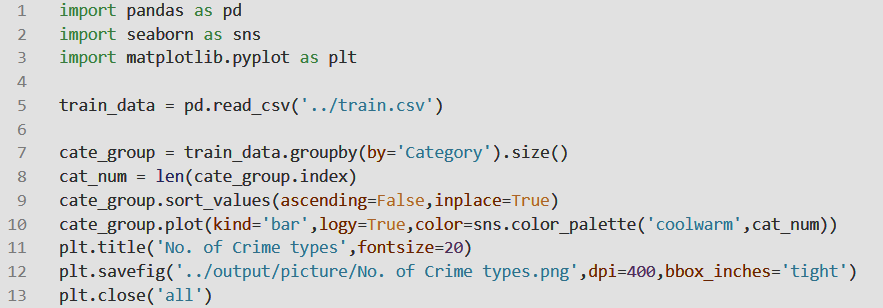 1 import pandas as pd
2 import seaborn as sns
3 import matplotlib.pyplot as plt
4
5 train_data = pd.read_csv('../train.csv')
6
7 cate_group = train_data.groupby(by='Category').size()
8 cat_num = len(cate_group.index)
9 cate_group.sort_values(ascending=False,inplace=True)
10 cate_group.plot(kind='bar',logy=True,color=sns.color_palette('coolwarm',cat_num))
11 plt.title('No. of Crime types',fontsize=20)
12 plt.savefig('../output/picture/No. of Crime types.png',dpi=400,bbox_inches='tight')
13 plt.close('all')